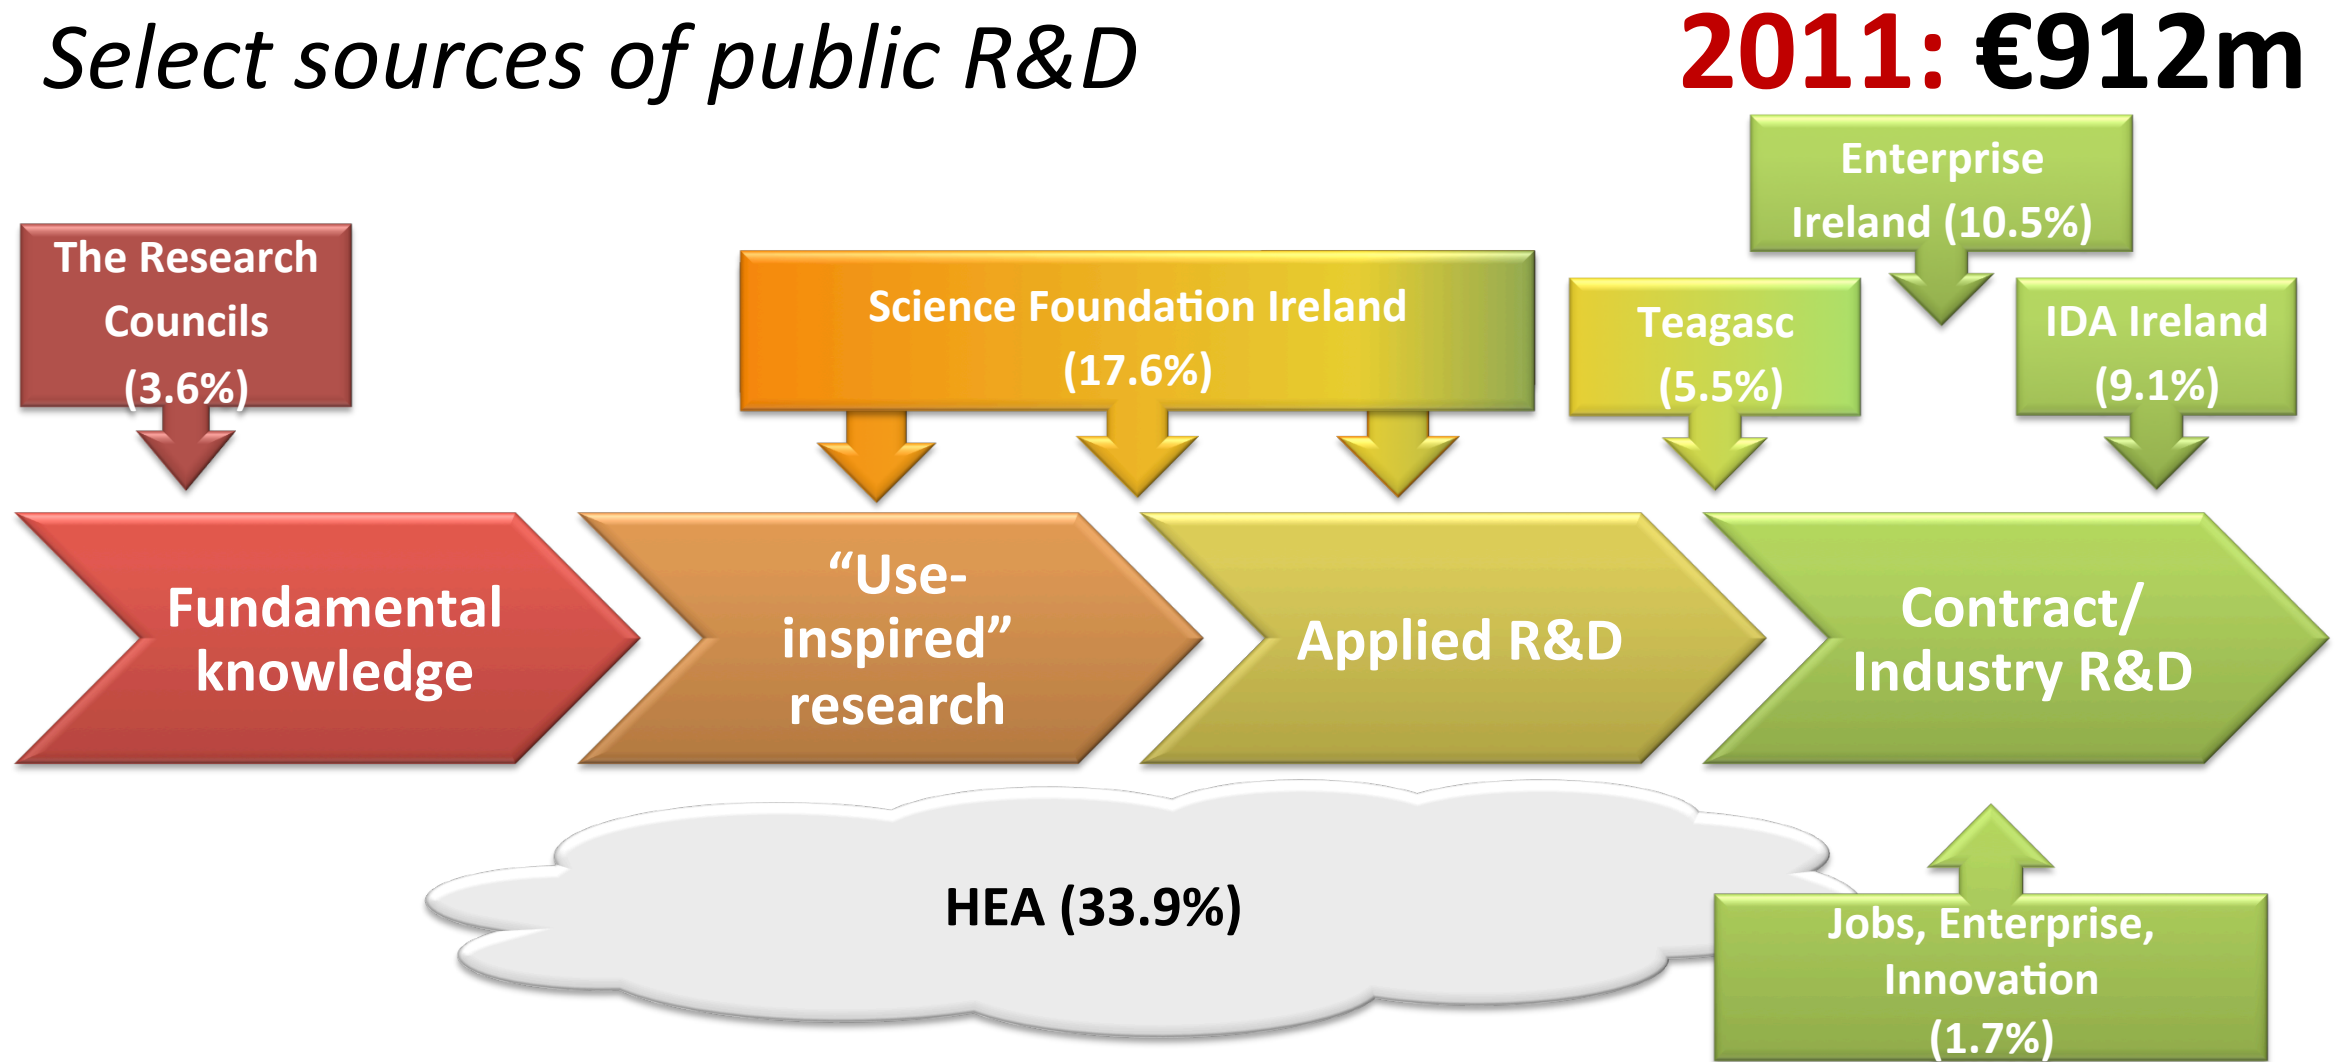 Select sources of public R&D
2011: €912m
Enterprise
Ireland (10.5%)
The Research
Councils
(3.6%)
Science Foundation Ireland
(17.6%)
Teagasc
(5.5%)
IDA Ireland
(9.1%)
Fundamental
knowledge
“Use-
inspired”
research
Applied R&D
Contract/
Industry R&D
HEA (33.9%)
Jobs, Enterprise,
Innovation
(1.7%)